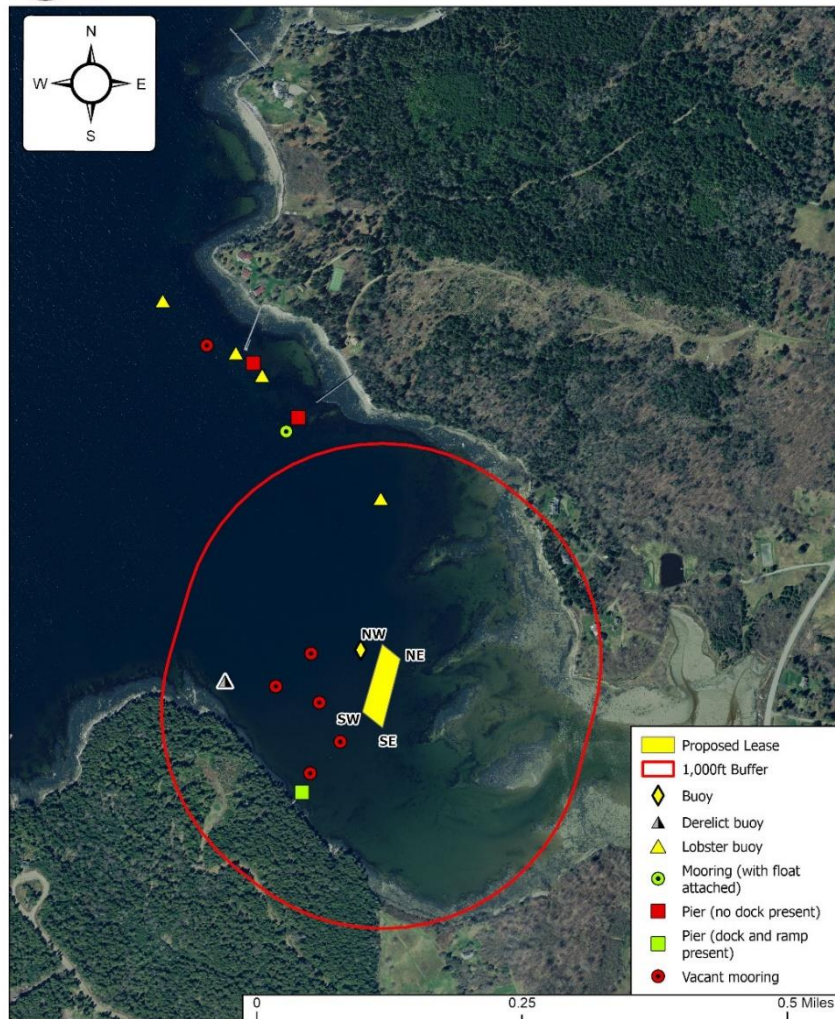 N
W E
S
NW
NE
SW
SE
Proposed Lease
1,000ft Buffer
Buoy
Derelict buoy
Lobster buoy
Mooring (with float
attached)
Pier (no dock present)
Pier (dock and ramp
present)
Vacant mooring
0 0.25 0.5 Miles